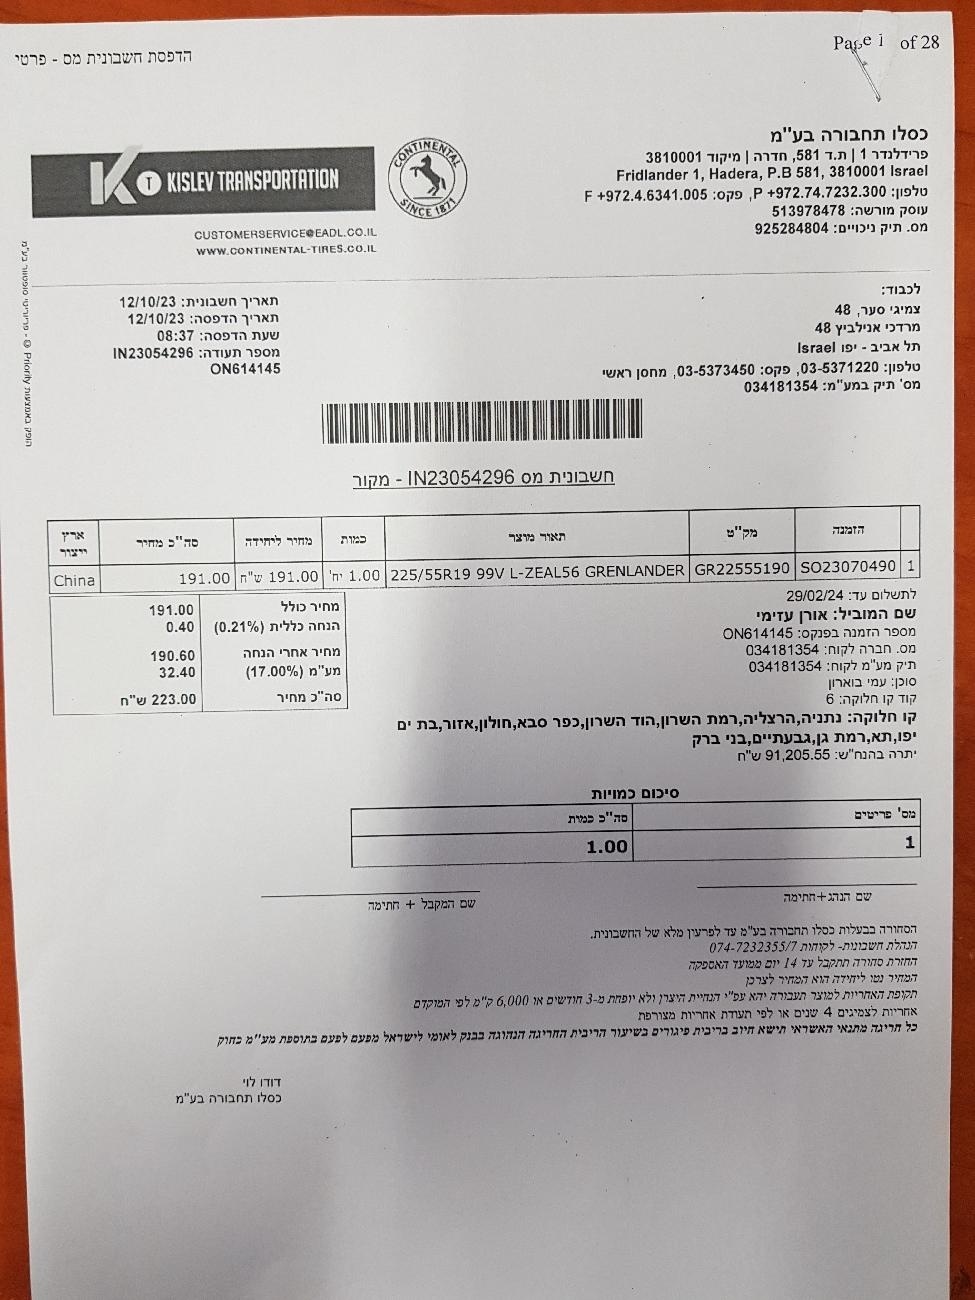 הדפסת חשבונית מס - פרטי
Page 1 of 28
כסלו תחבורה בע"מ
פרידלנדר 1 | ת.ד 581, חדרה | מיקוד 3810001
Fridlander 1, Hadera, P.B 581, 3810001 Israel
טלפון: P +972.74.7232.300, פקס: F +972.4.6341.005
עוסק מורשה: 513978478
מס. תיק ניכויים: 925284804
CONTINENTAL
SINCE 1871
K T KISLEV TRANSPORTATION
CUSTOMERSERVICE@EADL.CO.IL
WWW.CONTINENTAL-TIRES.CO.IL
הופק באמצעות Priority © - פריוריטי סופטוור בע"מ
לכבוד:
צמיגי סער, 48
מרדכי אנילביץ 48
תל אביב - יפו Israel
טלפון: 03-5371220, פקס: 03-5373450, מחסן ראשי
מס' תיק במע"מ: 034181354
תאריך חשבונית: 12/10/23
תאריך הדפסה: 12/10/23
שעת הדפסה: 08:37
מספר תעודה: IN23054296
ON614145
חשבונית מס IN23054296 - מקור
הזמנה מק"ט תאור מוצר כמות מחיר ליחידה סה"כ מחיר ארץ ייצור
1 SO23070490 GR22555190 225/55R19 99V L-ZEAL56 GRENLANDER 1.00 יח' 191.00 ש"ח 191.00 China
מחיר כולל 191.00
הנחה כללית (0.21%) 0.40
מחיר אחרי הנחה 190.60
מע"מ (17.00%) 32.40
סה"כ מחיר 223.00 ש"ח
לתשלום עד: 29/02/24
שם המוביל: אורן עזימי
מספר הזמנה בפנקס: ON614145
מס. חברה לקוח: 034181354
תיק מע"מ לקוח: 034181354
סוכן: עמי בוארון
קוד קו חלוקה: 6
קו חלוקה: נתניה,הרצליה,רמת השרון,הוד השרון,כפר סבא,חולון,אזור,בת ים
יפו,תא,רמת גן,גבעתיים,בני ברק
יתרה בהנח"ש: 91,205.55 ש"ח
סיכום כמויות
מס' פריטים סה"כ כמות
1 1.00
שם הנהג+חתימה
שם המקבל + חתימה
הסחורה בבעלות כסלו תחבורה בע"מ עד לפרעון מלא של החשבונית.
הנהלת חשבונית- לקוחות 074-7232355/7
החזרת סחורה תתקבל עד 14 יום ממועד האספקה
המחיר נטו ליחידה הוא המחיר לצרכן
תקופת האחריות למוצר תעבורה יהא עפ"י הנחיית היצרן ולא יופחת מ-3 חודשים או 6,000 ק"מ לפי המוקדם
אחריות לצמיגים 4 שנים או לפי תעודת אחריות מצורפת
כל חריגה מתנאי האשראי תישא חיוב בריבית פיגורים בשיעור הריבית החריגה הנהוגה בבנק לאומי לישראל מפעם לפעם בתוספת מע"מ כחוק
דודו לוי
כסלו תחבורה בע"מ